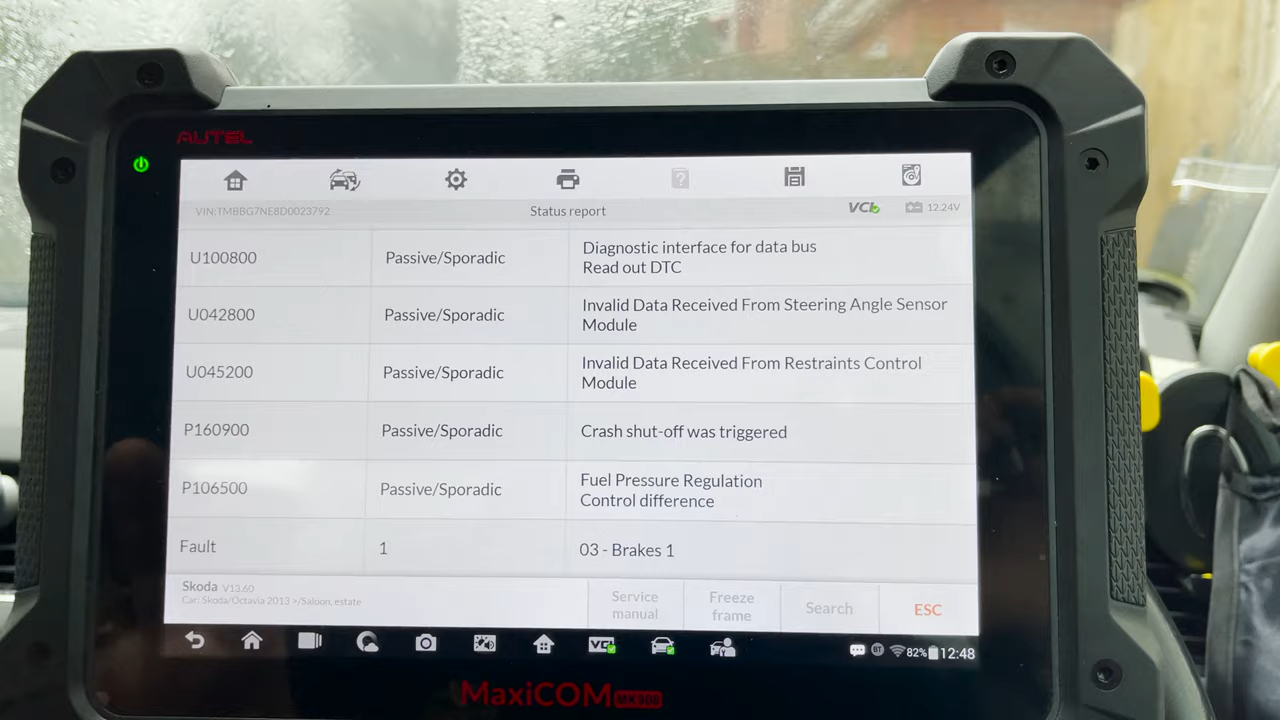 AUTEL
VIN:TMBBG7NE8D0023792
Status report
VCI
12.24V
U100800 Passive/Sporadic Diagnostic interface for data bus
Read out DTC
U042800 Passive/Sporadic Invalid Data Received From Steering Angle Sensor
Module
U045200 Passive/Sporadic Invalid Data Received From Restraints Control
Module
P160900 Passive/Sporadic Crash shut-off was triggered
P106500 Passive/Sporadic Fuel Pressure Regulation
Control difference
Fault 1 03 - Brakes 1
Skoda V13.60
Car: Skoda/Octavia 2013 >/Saloon, estate
Service
manual
Freeze
frame
Search
ESC
VCI
BT
82%
12:48
MaxiCOM MK908